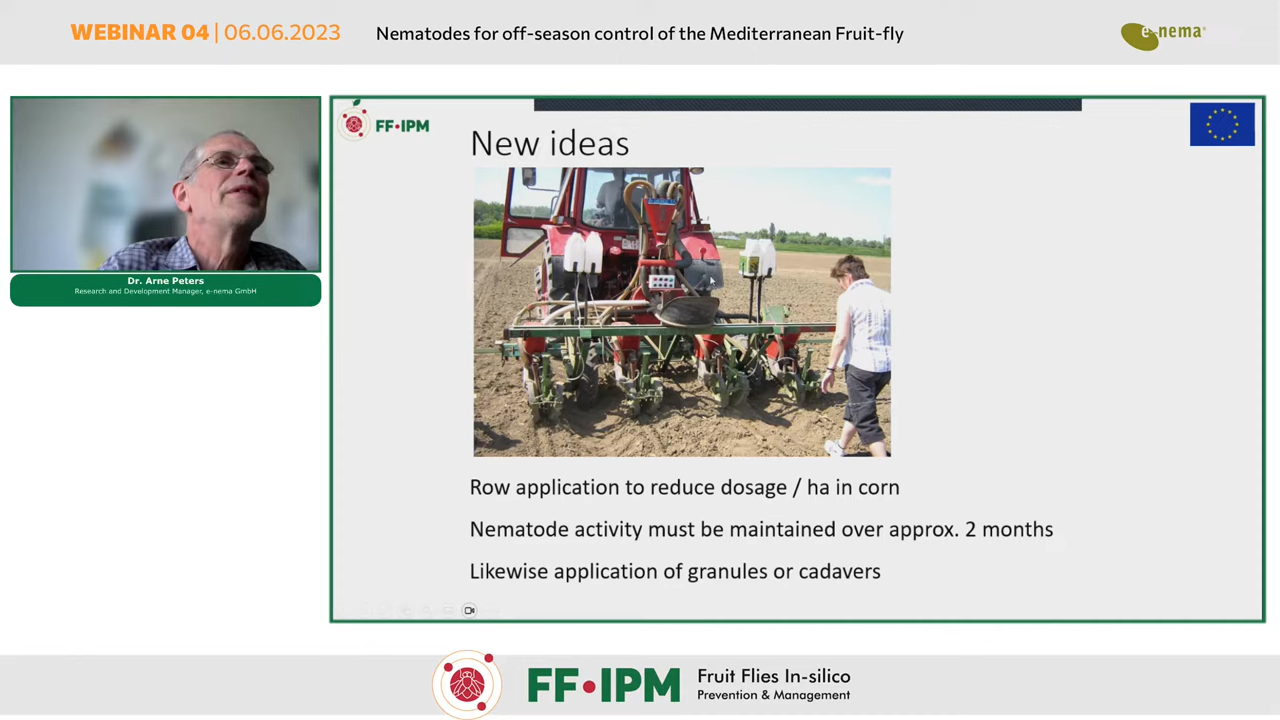 WEBINAR 04 | 06.06.2023
Nematodes for off-season control of the Mediterranean Fruit-fly
e-nema
FF·IPM
New ideas
Dr. Arne Peters
Research and Development Manager, e-nema GmbH
Row application to reduce dosage / ha in corn
Nematode activity must be maintained over approx. 2 months
Likewise application of granules or cadavers
FF·IPM
Fruit Flies In-silico
Prevention & Management